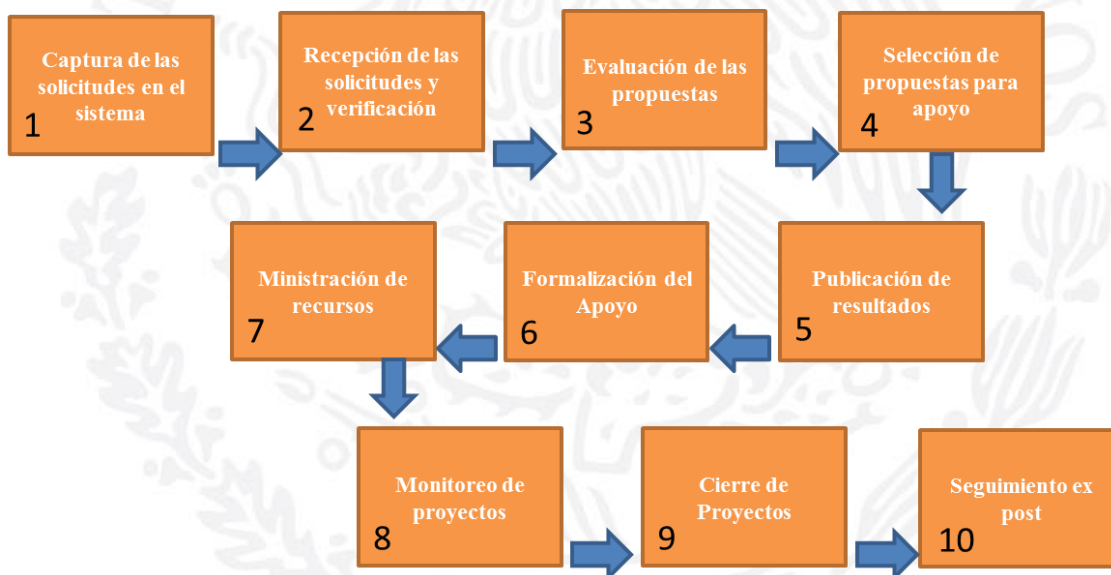 Captura de las
solicitudes en el
sistema
1
Recepción de las
solicitudes y
verificación
2
Evaluación de las
propuestas
3
Selección de
propuestas para
apoyo
4
Publicación de
resultados
5
Formalización del
Apoyo
6
Ministración de
recursos
7
Monitoreo de
proyectos
8
Cierre de
Proyectos
9
Seguimiento ex
post
10